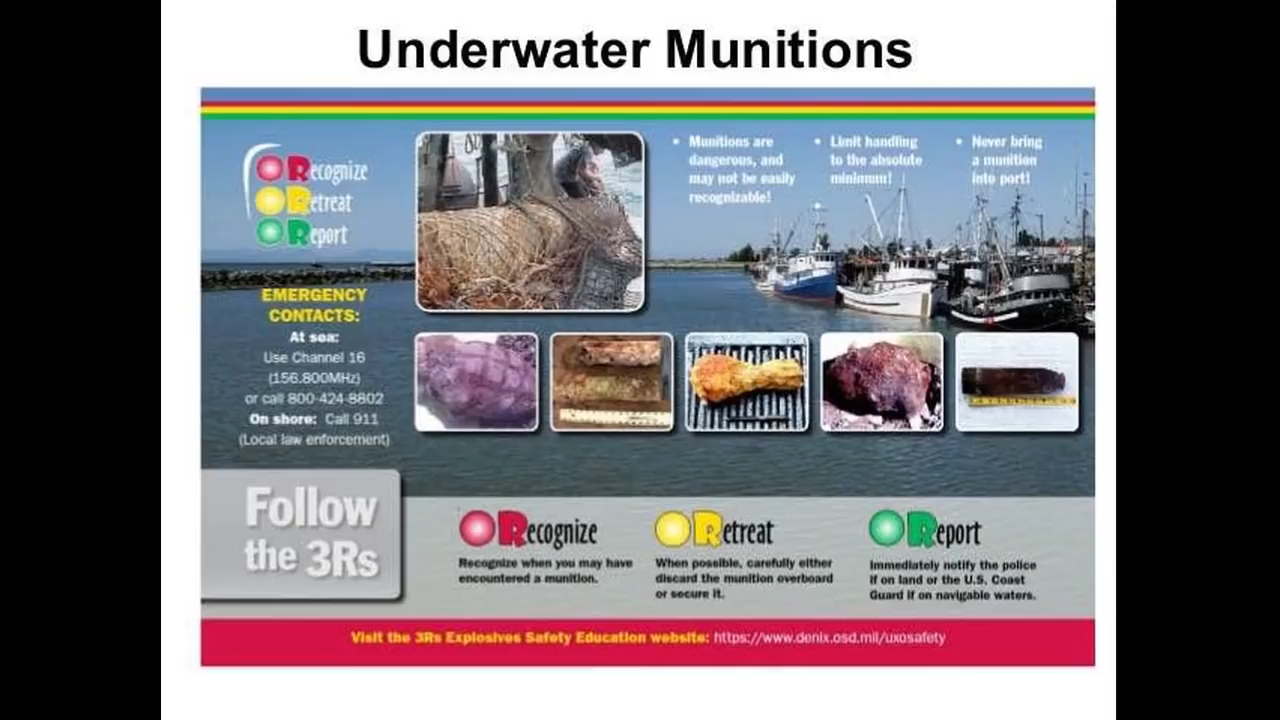 Underwater Munitions
Recognize
Retreat
Report
• Munitions are
dangerous, and
may not be easily
recognizable!
• Limit handling
to the absolute
minimum!
• Never bring
a munition
into port!
EMERGENCY
CONTACTS:
At sea:
Use Channel 16
(156.800MHz)
or call 800-424-8802
On shore: Call 911
(Local law enforcement)
Follow
the 3Rs
Recognize
Recognize when you may have
encountered a munition.
Retreat
When possible, carefully either
discard the munition overboard
or secure it.
Report
Immediately notify the police
if on land or the U.S. Coast
Guard if on navigable waters.
Visit the 3Rs Explosives Safety Education website: https://www.denix.osd.mil/uxosafety